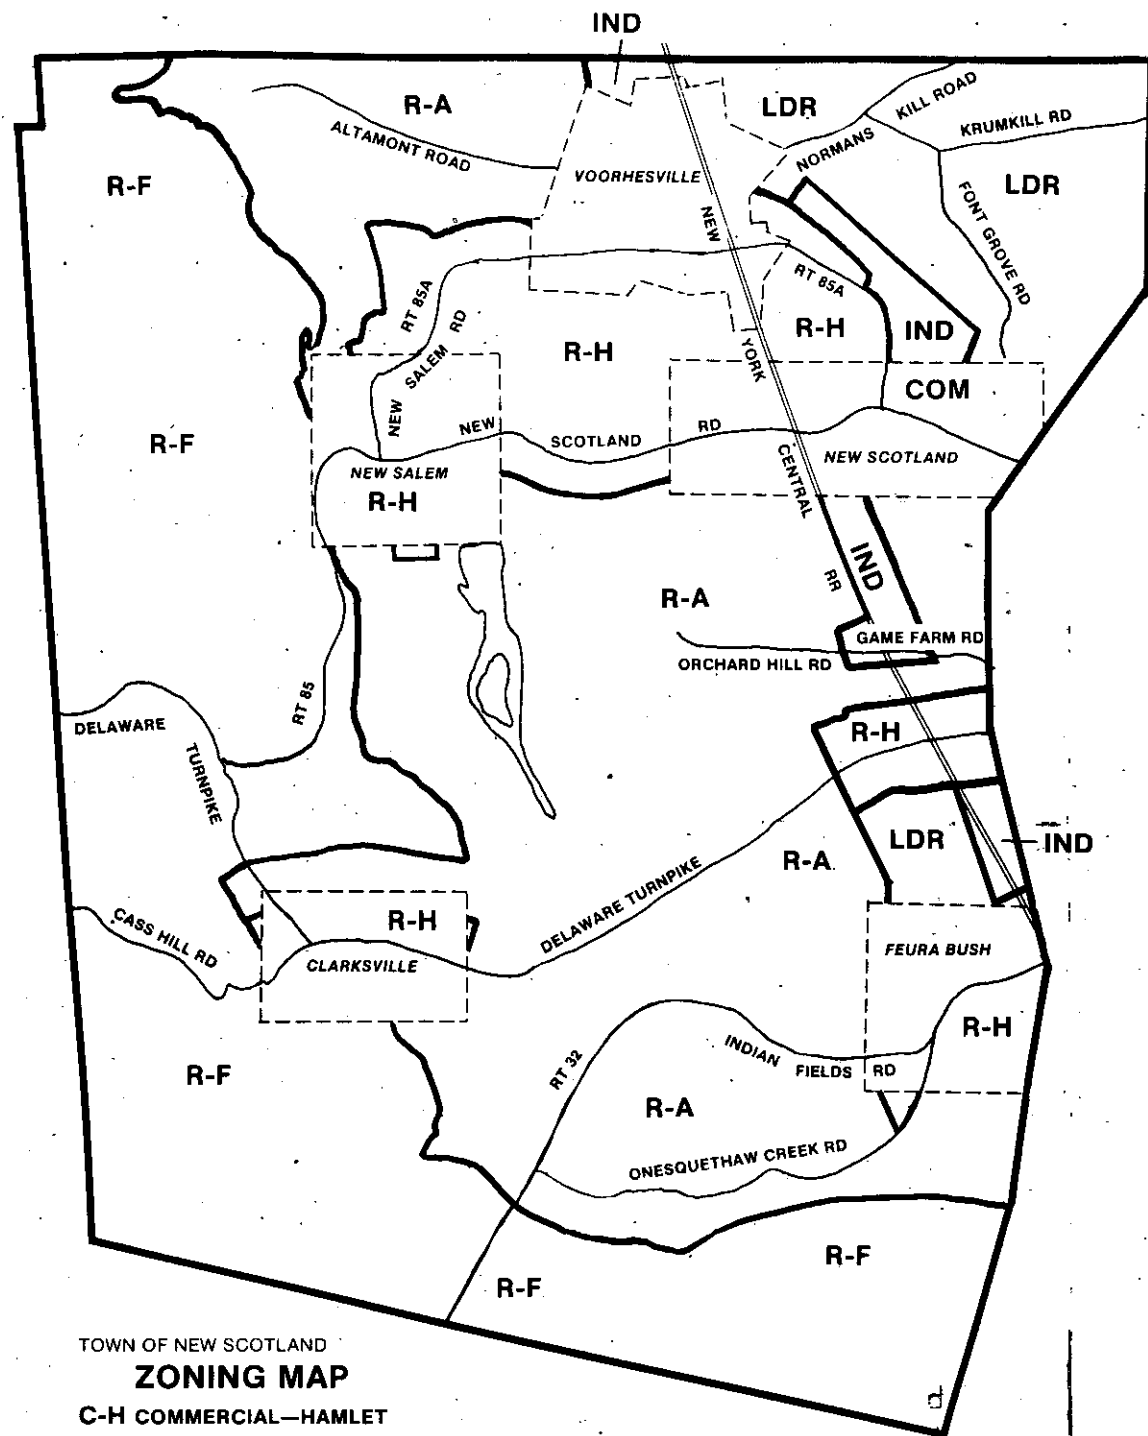 IND
R-A
LDR
KILL ROAD
NORMANS
KRUMKILL RD
ALTAMONT ROAD
VOORHESVILLE
R-F
LDR
FONT GROVE RD
NEW
RT 85A
RT 85A
R-H
IND
R-H
YORK
NEW SALEM RD
COM
R-F
NEW
SCOTLAND
RD
NEW SCOTLAND
NEW SALEM
CENTRAL
R-H
IND
RR
R-A
GAME FARM RD
ORCHARD HILL RD
RT 85
DELAWARE
TURNPIKE
R-H
LDR
IND
R-A
DELAWARE TURNPIKE
CASS HILL RD
R-H
CLARKSVILLE
FEURA BUSH
R-H
INDIAN
FIELDS
RD
RT 32
R-F
R-A
ONESQUETHAW CREEK RD
R-F
R-F
TOWN OF NEW SCOTLAND
ZONING MAP
C-H COMMERCIAL—HAMLET